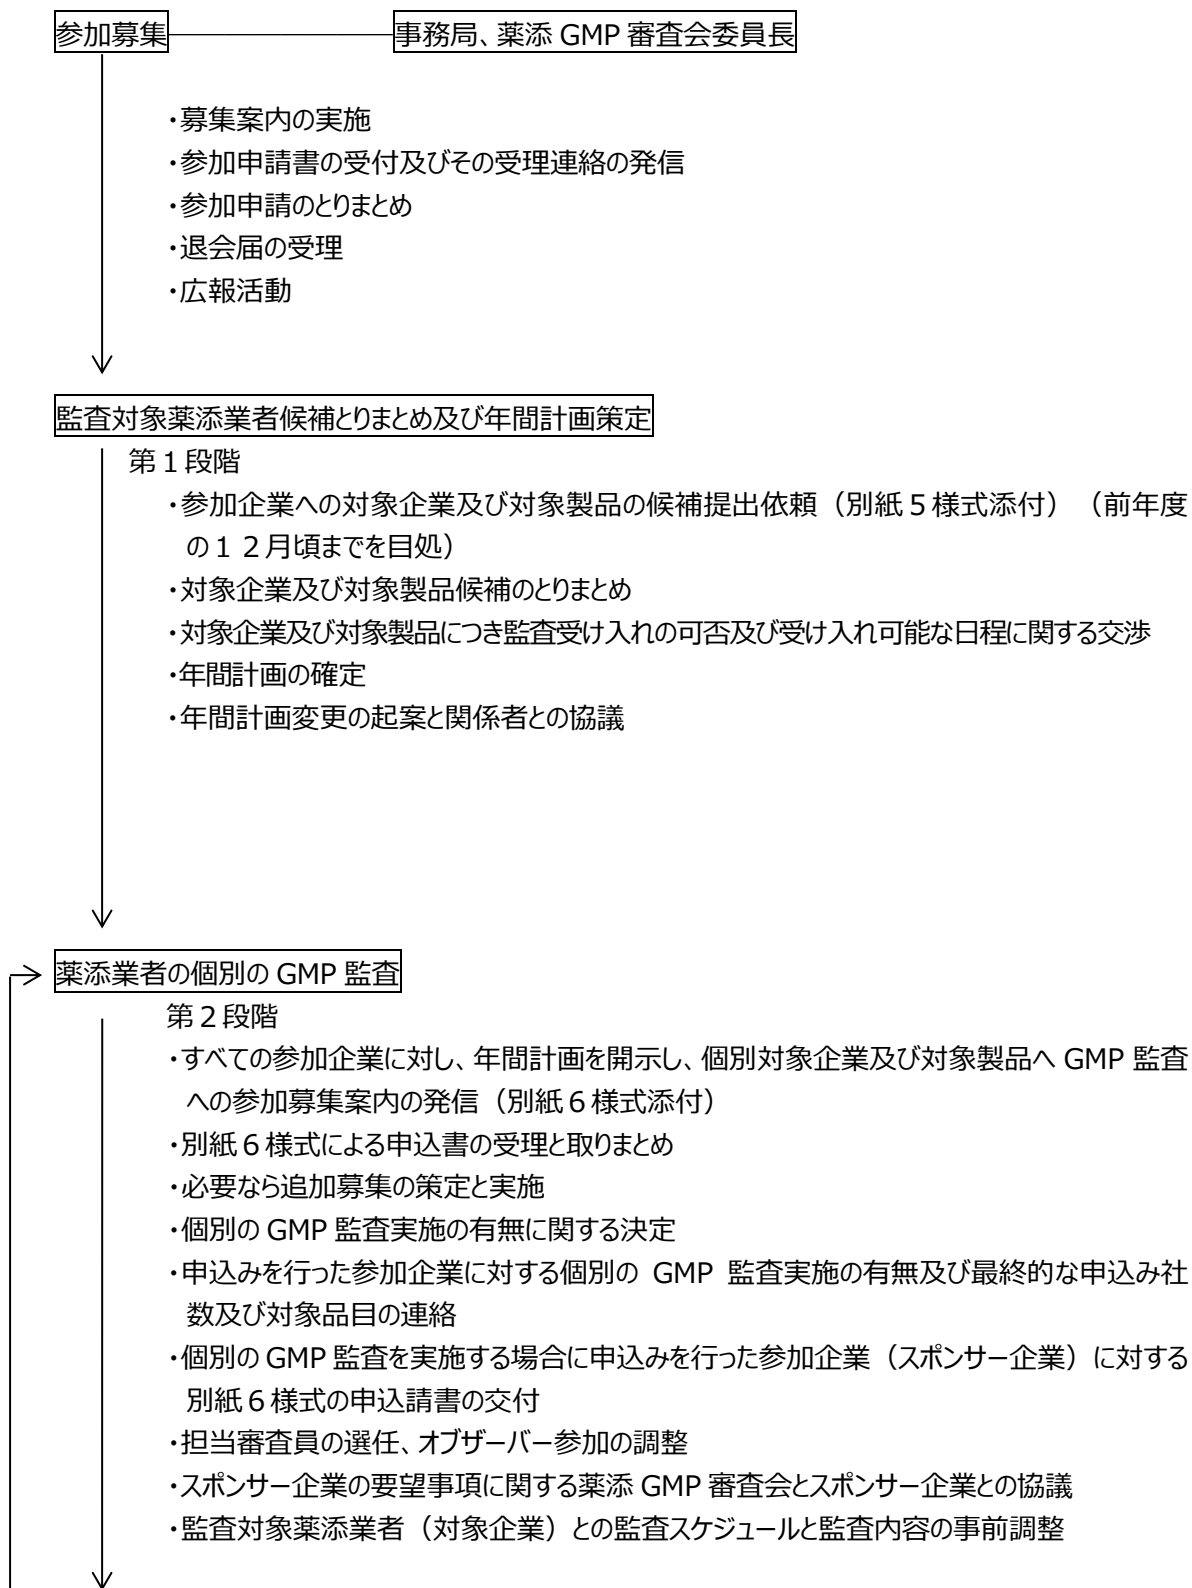 参加募集 事務局、薬添 GMP 審査会委員長
・募集案内の実施
・参加申請書の受付及びその受理連絡の発信
・参加申請のとりまとめ
・退会届の受理
・広報活動
監査対象薬添業者候補とりまとめ及び年間計画策定
第1段階
・参加企業への対象企業及び対象製品の候補提出依頼（別紙5様式添付）（前年度
の12月頃までを目処）
・対象企業及び対象製品候補のとりまとめ
・対象企業及び対象製品につき監査受け入れの可否及び受け入れ可能な日程に関する交渉
・年間計画の確定
・年間計画変更の起案と関係者との協議
薬添業者の個別の GMP 監査
第2段階
・すべての参加企業に対し、年間計画を開示し、個別対象企業及び対象製品へ GMP 監査
への参加募集案内の発信（別紙6様式添付）
・別紙6様式による申込書の受理と取りまとめ
・必要なら追加募集の策定と実施
・個別の GMP 監査実施の有無に関する決定
・申込みを行った参加企業に対する個別の GMP 監査実施の有無及び最終的な申込み社
数及び対象品目の連絡
・個別の GMP 監査を実施する場合に申込みを行った参加企業（スポンサー企業）に対する
別紙6様式の申込請書の交付
・担当審査員の選任、オブザーバー参加の調整
・スポンサー企業の要望事項に関する薬添 GMP 審査会とスポンサー企業との協議
・監査対象薬添業者（対象企業）との監査スケジュールと監査内容の事前調整